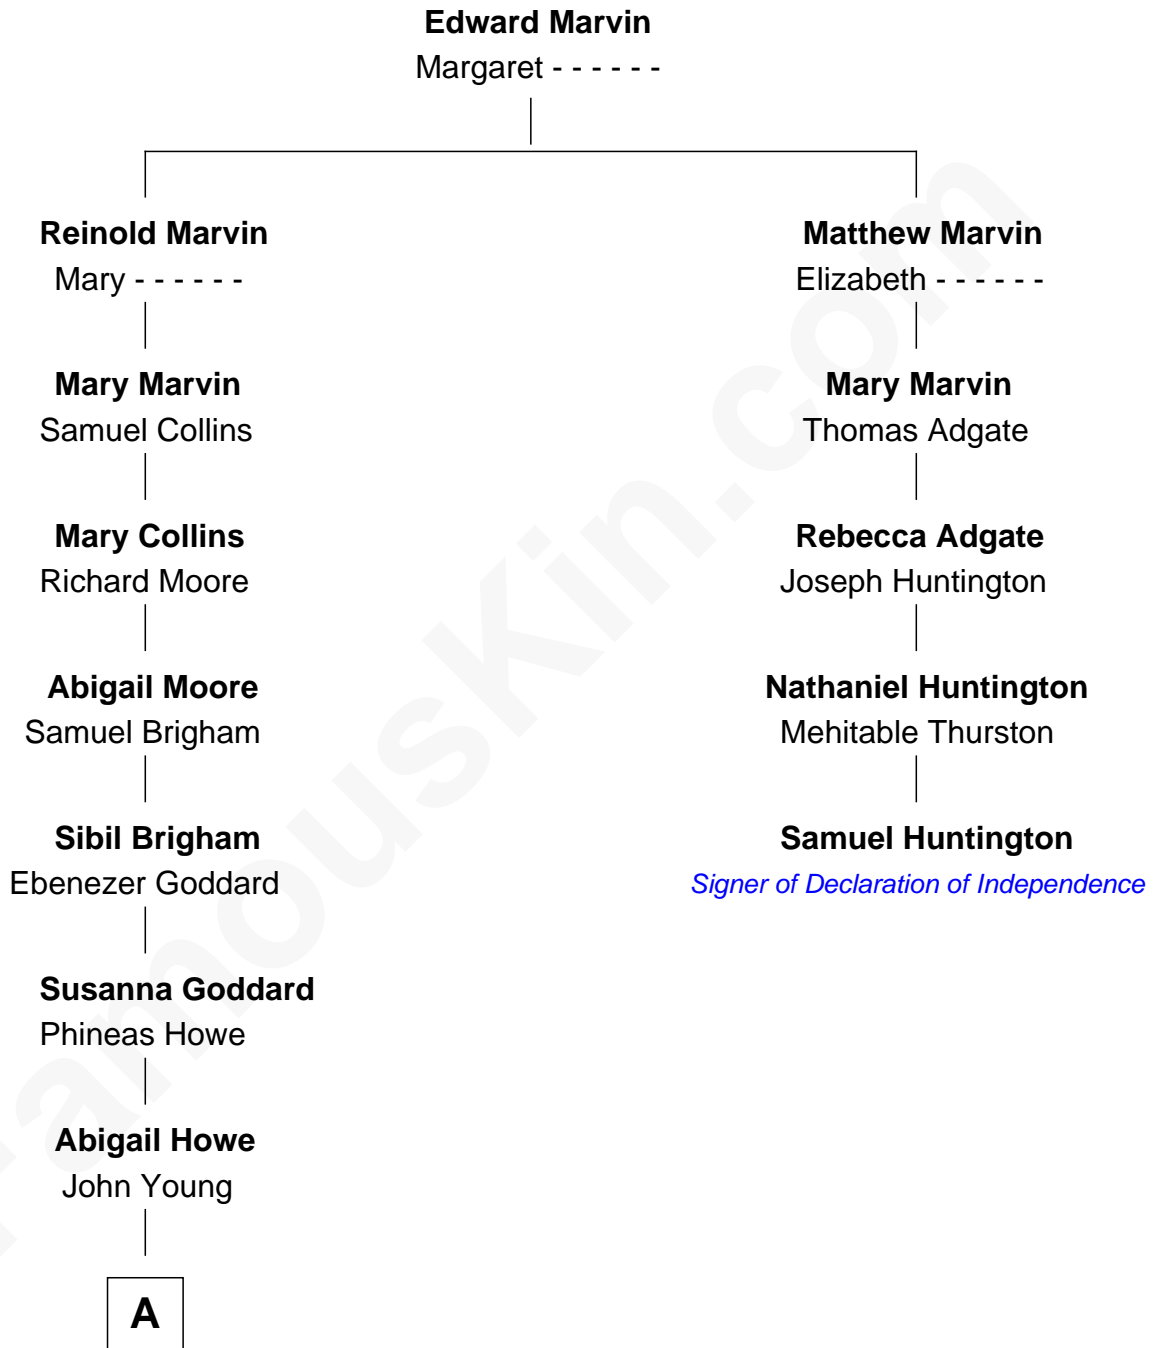 Edward Marvin
Margaret - - - - - -
Reinold Marvin
Mary - - - - - -
Mary Marvin
Samuel Collins
Mary Collins
Richard Moore
Abigail Moore
Samuel Brigham
Sibil Brigham
Ebenezer Goddard
Susanna Goddard
Phineas Howe
Abigail Howe
John Young
A
Matthew Marvin
Elizabeth - - - - - -
Mary Marvin
Thomas Adgate
Rebecca Adgate
Joseph Huntington
Nathaniel Huntington
Mehitable Thurston
Samuel Huntington
Signer of Declaration of Independence
FamousKin.com